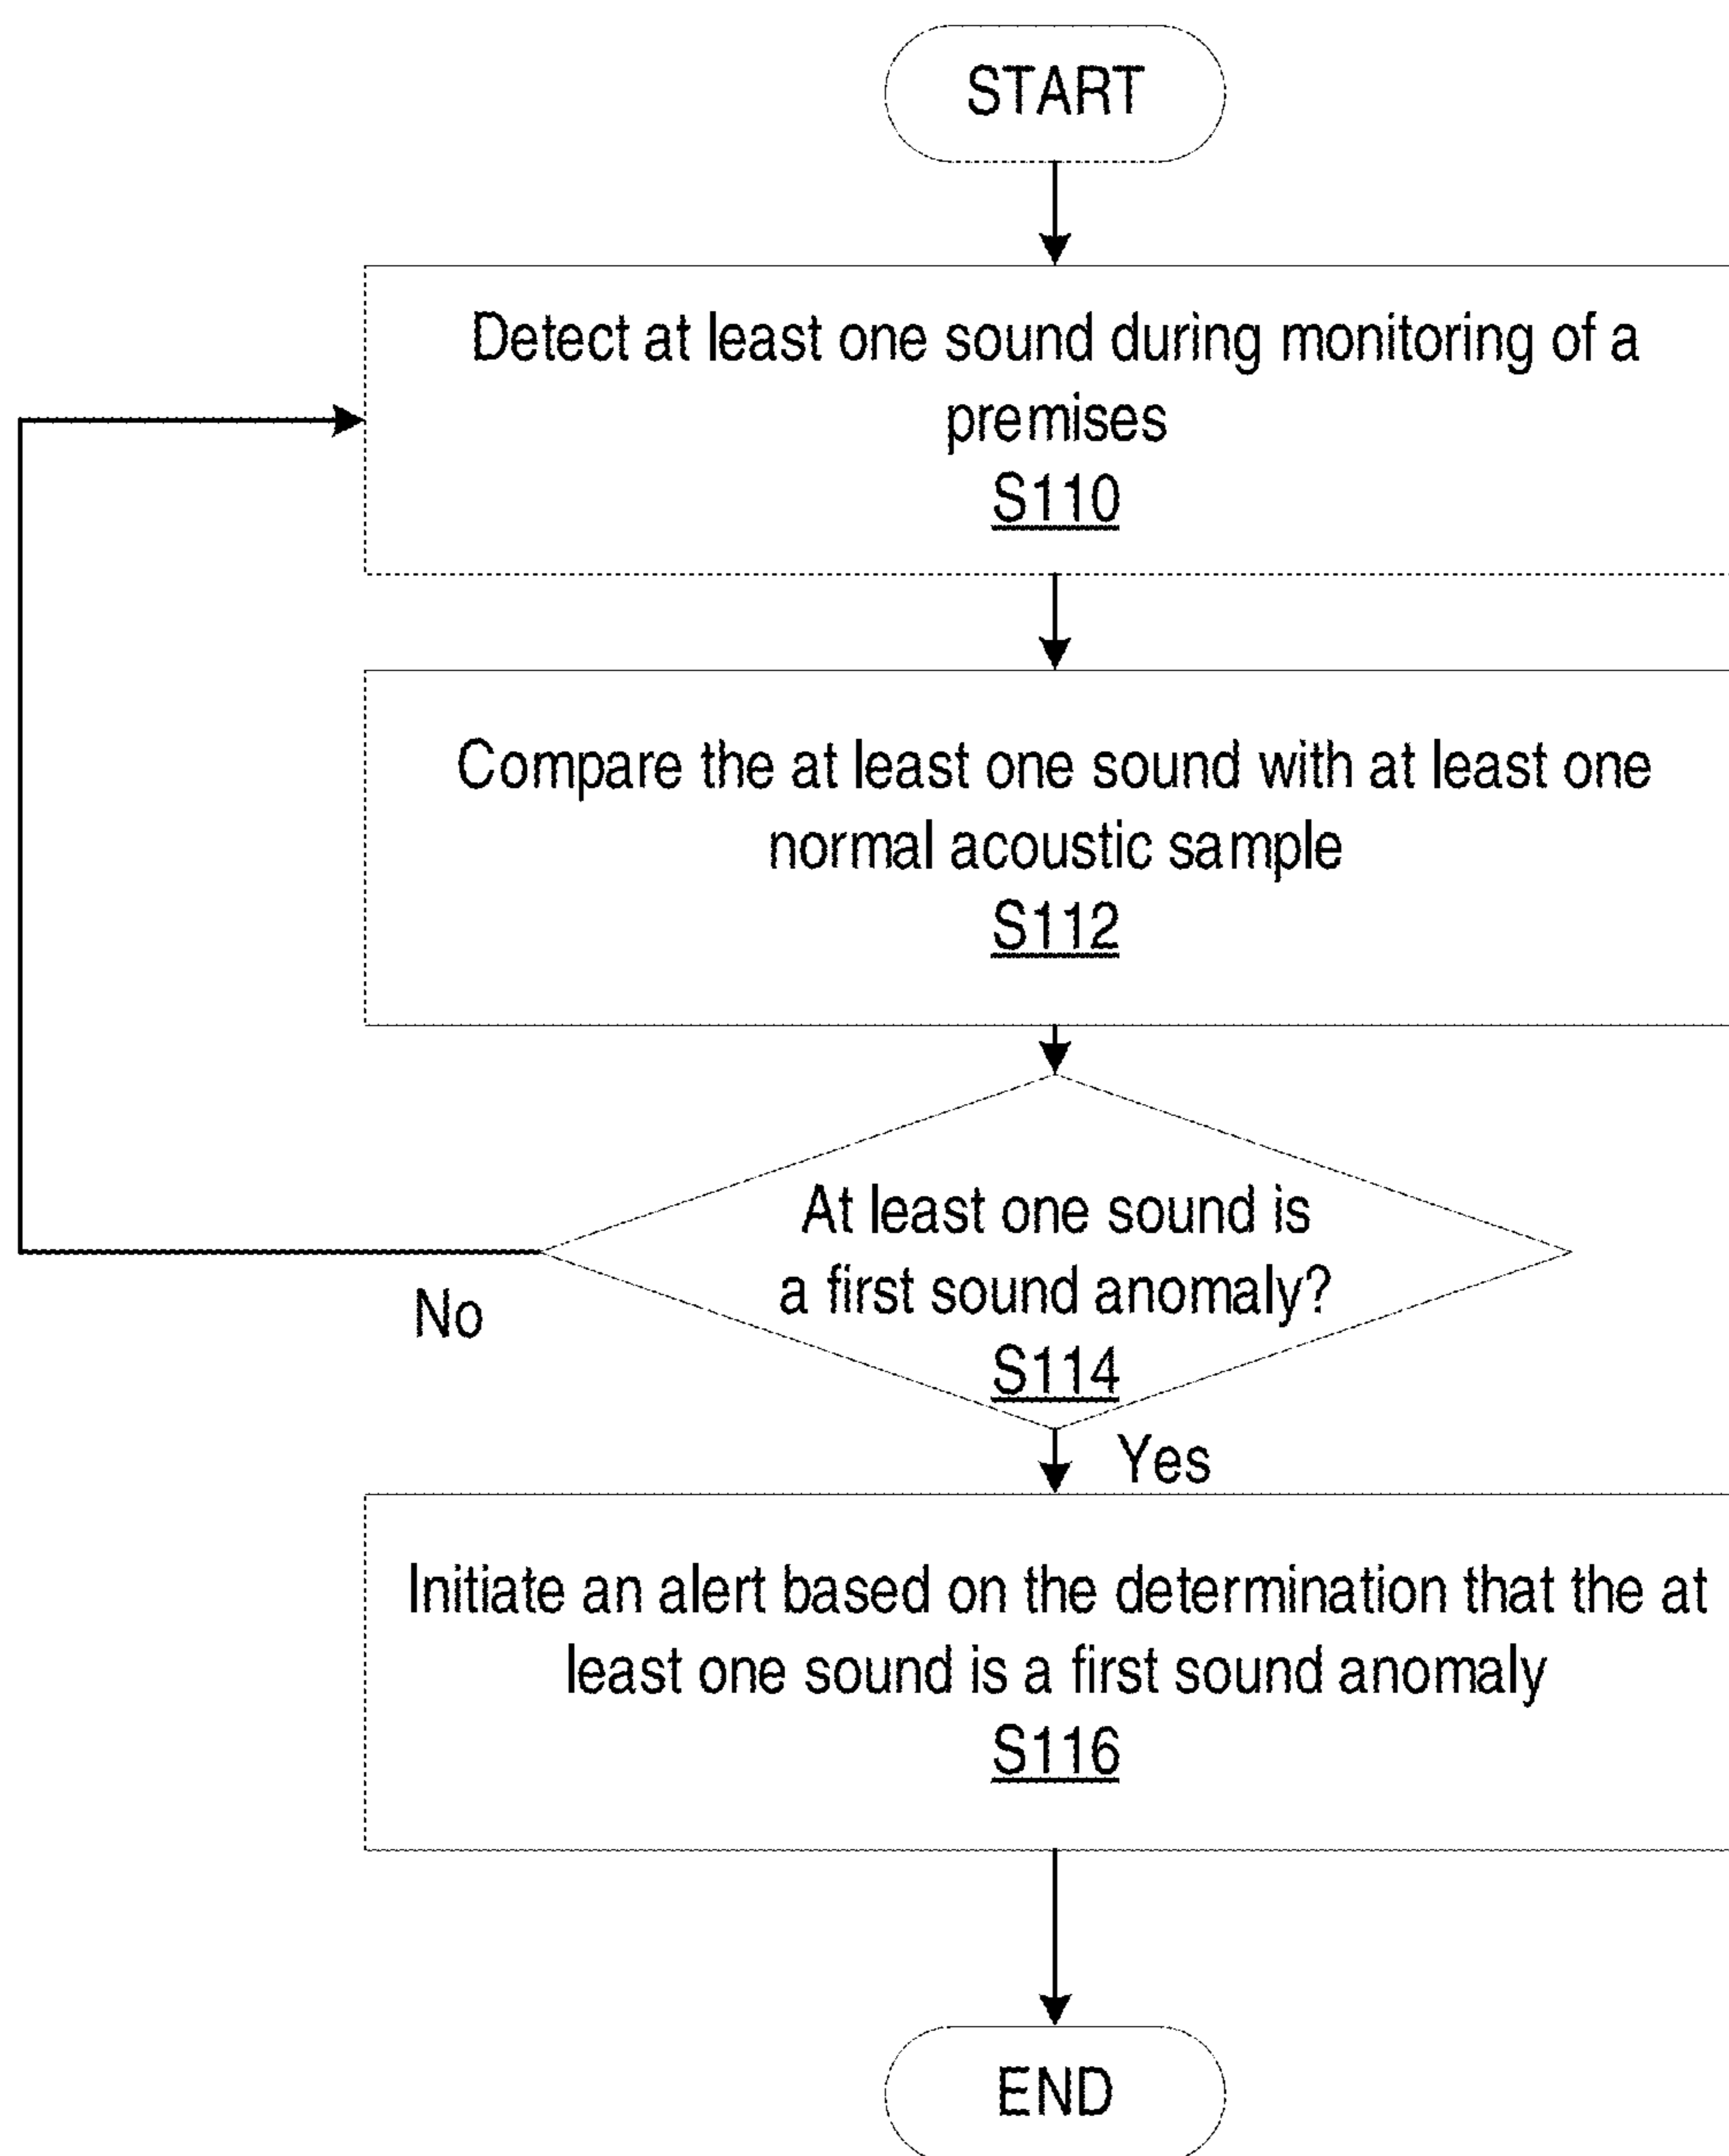 START
Detect at least one sound during monitoring of a
premises
S110
Compare the at least one sound with at least one
normal acoustic sample
S112
At least one sound is
a first sound anomaly?
S114
No
Yes
Initiate an alert based on the determination that the at
least one sound is a first sound anomaly
S116
END